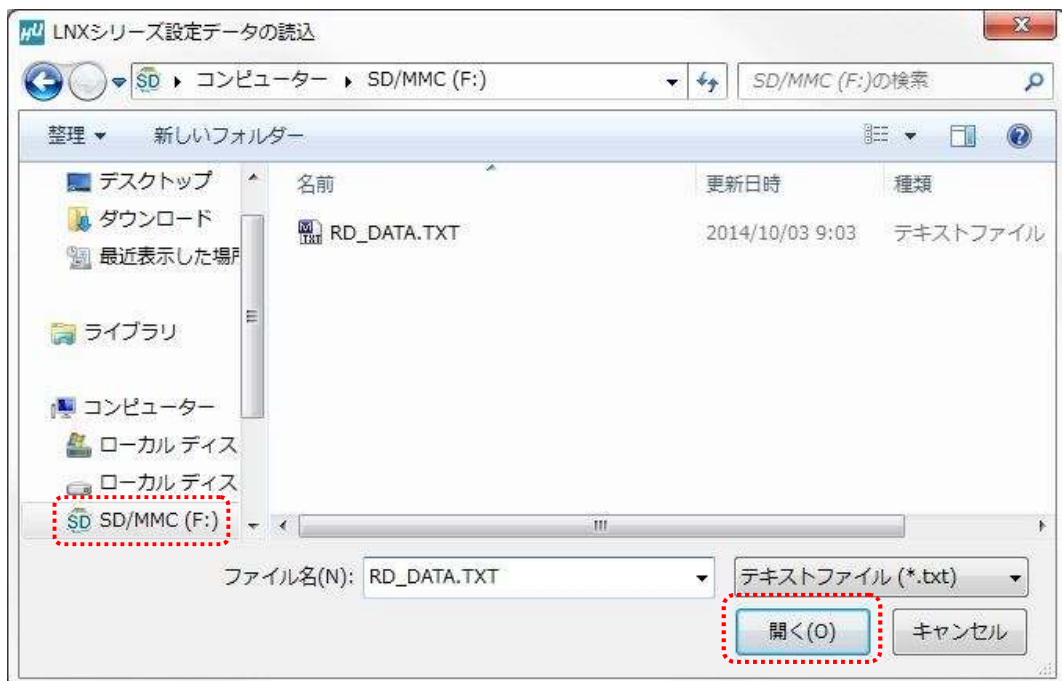 LNXシリーズ設定データの読込
SD ▸ コンピューター ▸ SD/MMC (F:)
SD/MMC (F:)の検索
整理 新しいフォルダー
名前 更新日時 種類
RD_DATA.TXT 2014/10/03 9:03 テキストファイル
デスクトップ
ダウンロード
最近表示した場所
ライブラリ
コンピューター
ローカル ディス
ローカル ディス
SD SD/MMC (F:)
ファイル名(N): RD_DATA.TXT テキストファイル (*.txt)
開く(O) キャンセル